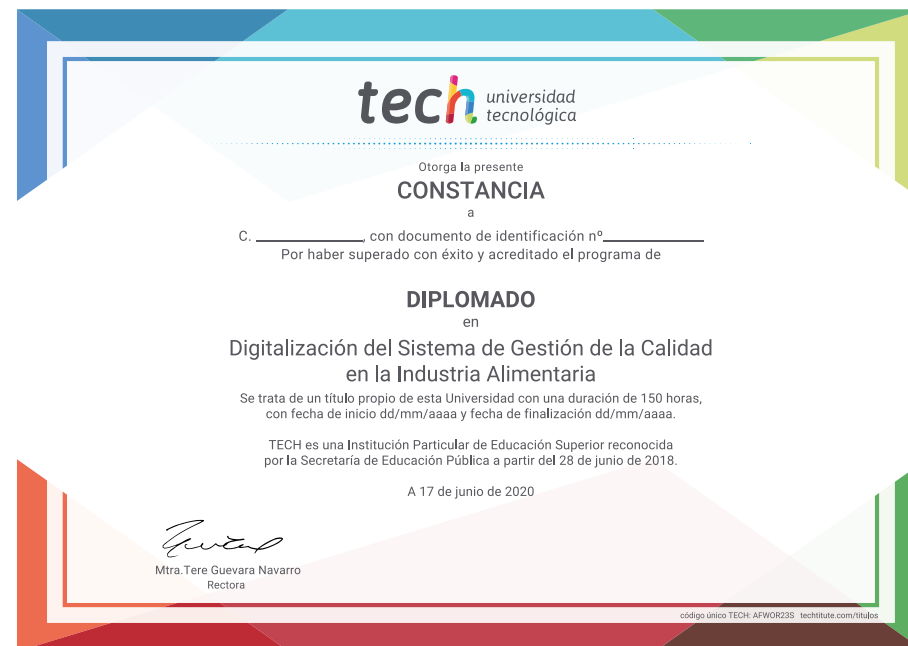 tech universidad
tecnológica
Otorga la presente
CONSTANCIA
a
C. ____________, con documento de identificación nº____________
Por haber superado con éxito y acreditado el programa de
DIPLOMADO
en
Digitalización del Sistema de Gestión de la Calidad
en la Industria Alimentaria
Se trata de un título propio de esta Universidad con una duración de 150 horas,
con fecha de inicio dd/mm/aaaa y fecha de finalización dd/mm/aaaa.
TECH es una Institución Particular de Educación Superior reconocida
por la Secretaría de Educación Pública a partir del 28 de junio de 2018.
A 17 de junio de 2020
Mtra.Tere Guevara Navarro
Rectora
código único TECH: AFWOR23S techtitute.com/titulos